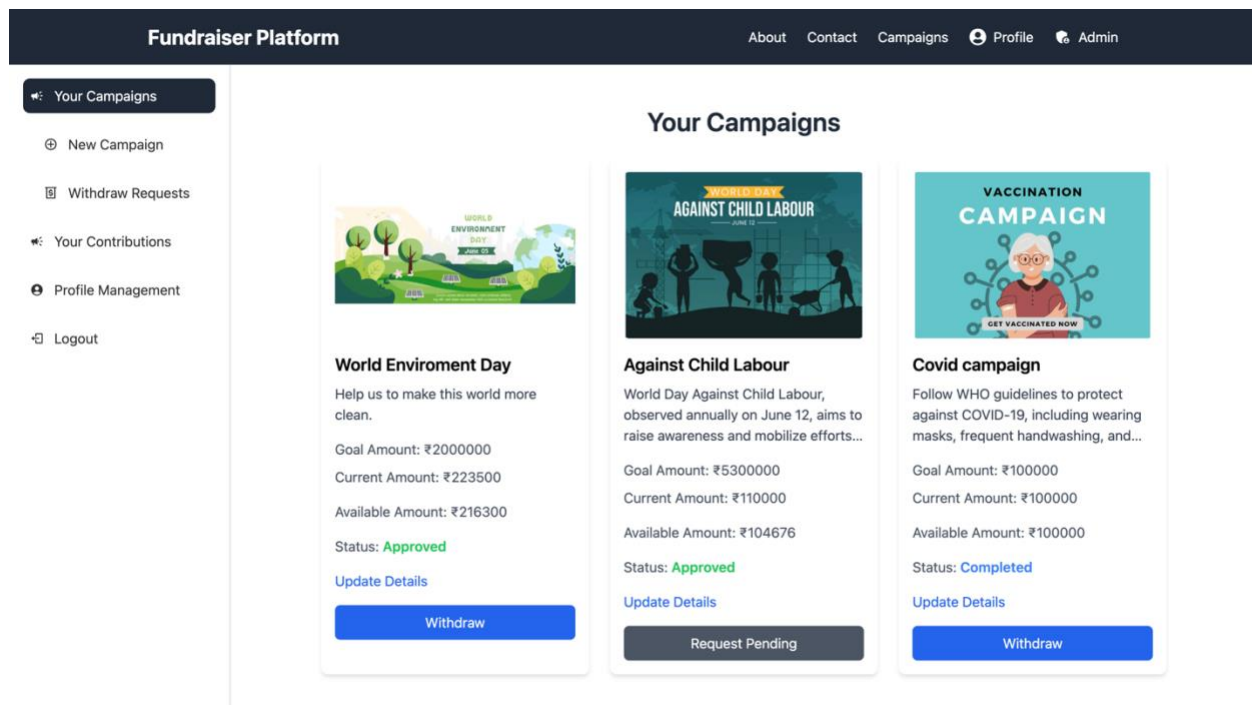 Fundraiser Platform
About Contact Campaigns Profile Admin
Your Campaigns
New Campaign
Withdraw Requests
Your Contributions
Profile Management
Logout
Your Campaigns
WORLD
ENVIRONMENT
DAY
June 05
World Enviroment Day
Help us to make this world more
clean.
Goal Amount: ₹2000000
Current Amount: ₹223500
Available Amount: ₹216300
Status: Approved
Update Details
Withdraw
WORLD DAY
AGAINST CHILD LABOUR
JUNE 12
Against Child Labour
World Day Against Child Labour,
observed annually on June 12, aims to
raise awareness and mobilize efforts...
Goal Amount: ₹5300000
Current Amount: ₹110000
Available Amount: ₹104676
Status: Approved
Update Details
Request Pending
VACCINATION
CAMPAIGN
GET VACCINATED NOW
Covid campaign
Follow WHO guidelines to protect
against COVID-19, including wearing
masks, frequent handwashing, and...
Goal Amount: ₹100000
Current Amount: ₹100000
Available Amount: ₹100000
Status: Completed
Update Details
Withdraw